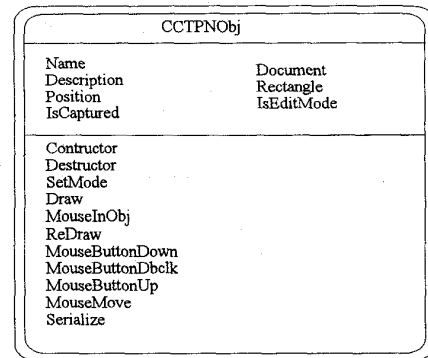 CCTPNObj
Name
Description
Position
IsCaptured
Document
Rectangle
IsEditMode
Contructor
Destructor
SetMode
Draw
MouseInObj
ReDraw
MouseButtonDown
MouseButtonDbclk
MouseButtonUp
MouseMove
Serialize